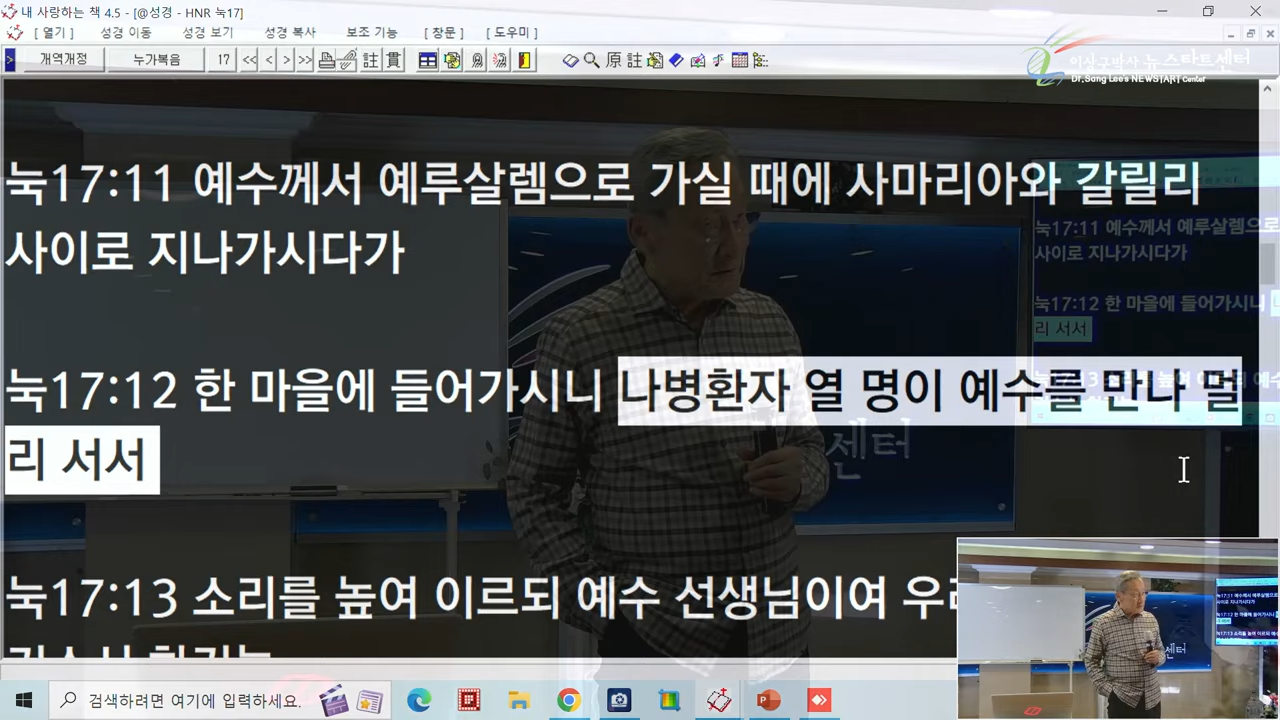 내 사랑하는 책 4.5 - [@성경 - HNR 눅17]
[ 열기 ] 성경 이동 성경 보기 성경 복사 보조 기능 [ 창문 ] [ 도우미 ]
개역개정 누가복음 17 << < > >> 註 貫 原 註
이상구박사 뉴스타트센터
Dr. Sang Lee's NEWSTART Center
눅17:11 예수께서 예루살렘으로 가실 때에 사마리아와 갈릴리
사이로 지나가시다가
눅17:12 한 마을에 들어가시니 나병환자 열 명이 예수를 만나 멀
리 서서
눅17:13 소리를 높여 이르되 예수 선생님이여
눅17:11 예수께서 예루살렘으로
사이로 지나가시다가
눅17:12 한 마을에 들어가시니
리 서서
센터
검색하려면 여기에 입력하세요.